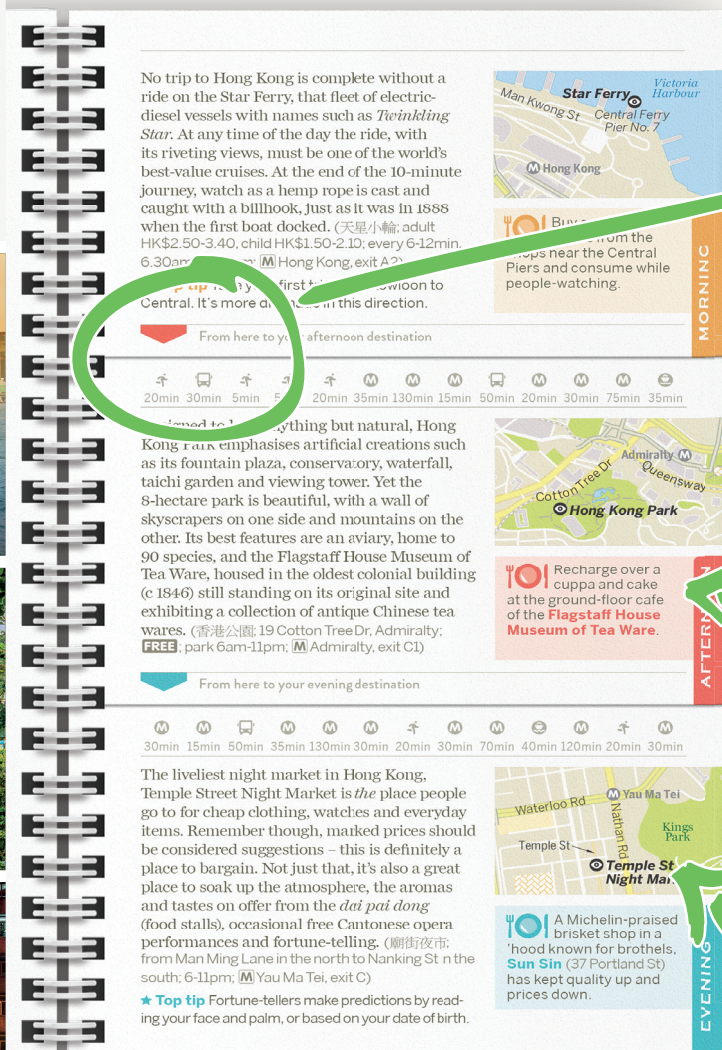 No trip to Hong Kong is complete without a
ride on the Star Ferry, that fleet of electric-
diesel vessels with names such as Twinkling
Star. At any time of the day the ride, with
its riveting views, must be one of the world's
best-value cruises. At the end of the 10-minute
journey, watch as a hemp rope is cast and
caught with a billhook, just as it was in 1888
when the first boat docked. (天星小輪; adult
HK$2.50-3.40, child HK$1.50-2.10; every 6-12min,
6.30am M Hong Kong, exit A2)
tip first to
Central. It's more in this direction.
Star Ferry
Victoria
Harbour
Man Kwong St
Central Ferry
Pier No. 7
M Hong Kong
Buy
from the
near the Central
Piers and consume while
people-watching.
MORNING
From here to your afternoon destination
20min 30min 5min 20min 35min 130min 15min 50min 20min 30min 75min 35min
anything but natural, Hong
Kong Park emphasises artificial creations such
as its fountain plaza, conservatory, waterfall,
taichi garden and viewing tower. Yet the
8-hectare park is beautiful, with a wall of
skyscrapers on one side and mountains on the
other. Its best features are an aviary, home to
90 species, and the Flagstaff House Museum of
Tea Ware, housed in the oldest colonial building
(c 1846) still standing on its original site and
exhibiting a collection of antique Chinese tea
wares. (香港公園; 19 Cotton Tree Dr, Admiralty;
FREE; park 6am-11pm; M Admiralty, exit C1)
Admiralty M
Queensway
Cotton Tree Dr
Hong Kong Park
Recharge over a
cuppa and cake
at the ground-floor cafe
of the Flagstaff House
Museum of Tea Ware.
From here to your evening destination
30min 15min 50min 35min 130min 30min 20min 30min 70min 40min 120min 20min 30min
The liveliest night market in Hong Kong,
Temple Street Night Market is the place people
go to for cheap clothing, watches and everyday
items. Remember though, marked prices should
be considered suggestions – this is definitely a
place to bargain. Not just that, it's also a great
place to soak up the atmosphere, the aromas
and tastes on offer from the dai pai dong
(food stalls), occasional free Cantonese opera
performances and fortune-telling. (廟街夜市;
from Man Ming Lane in the north to Nanking St n the
south; 6-11pm; M Yau Ma Tei, exit C)
★ Top tip Fortune-tellers make predictions by read-
ing your face and palm, or based on your date of birth.
M Yau Ma Tei
Waterloo Rd
Nathan Rd
Kings
Park
Temple St
Temple St
Night
A Michelin-praised
brisket shop in a
'hood known for brothels,
Sun Sin (37 Portland St)
has kept quality up and
prices down.
EVENING